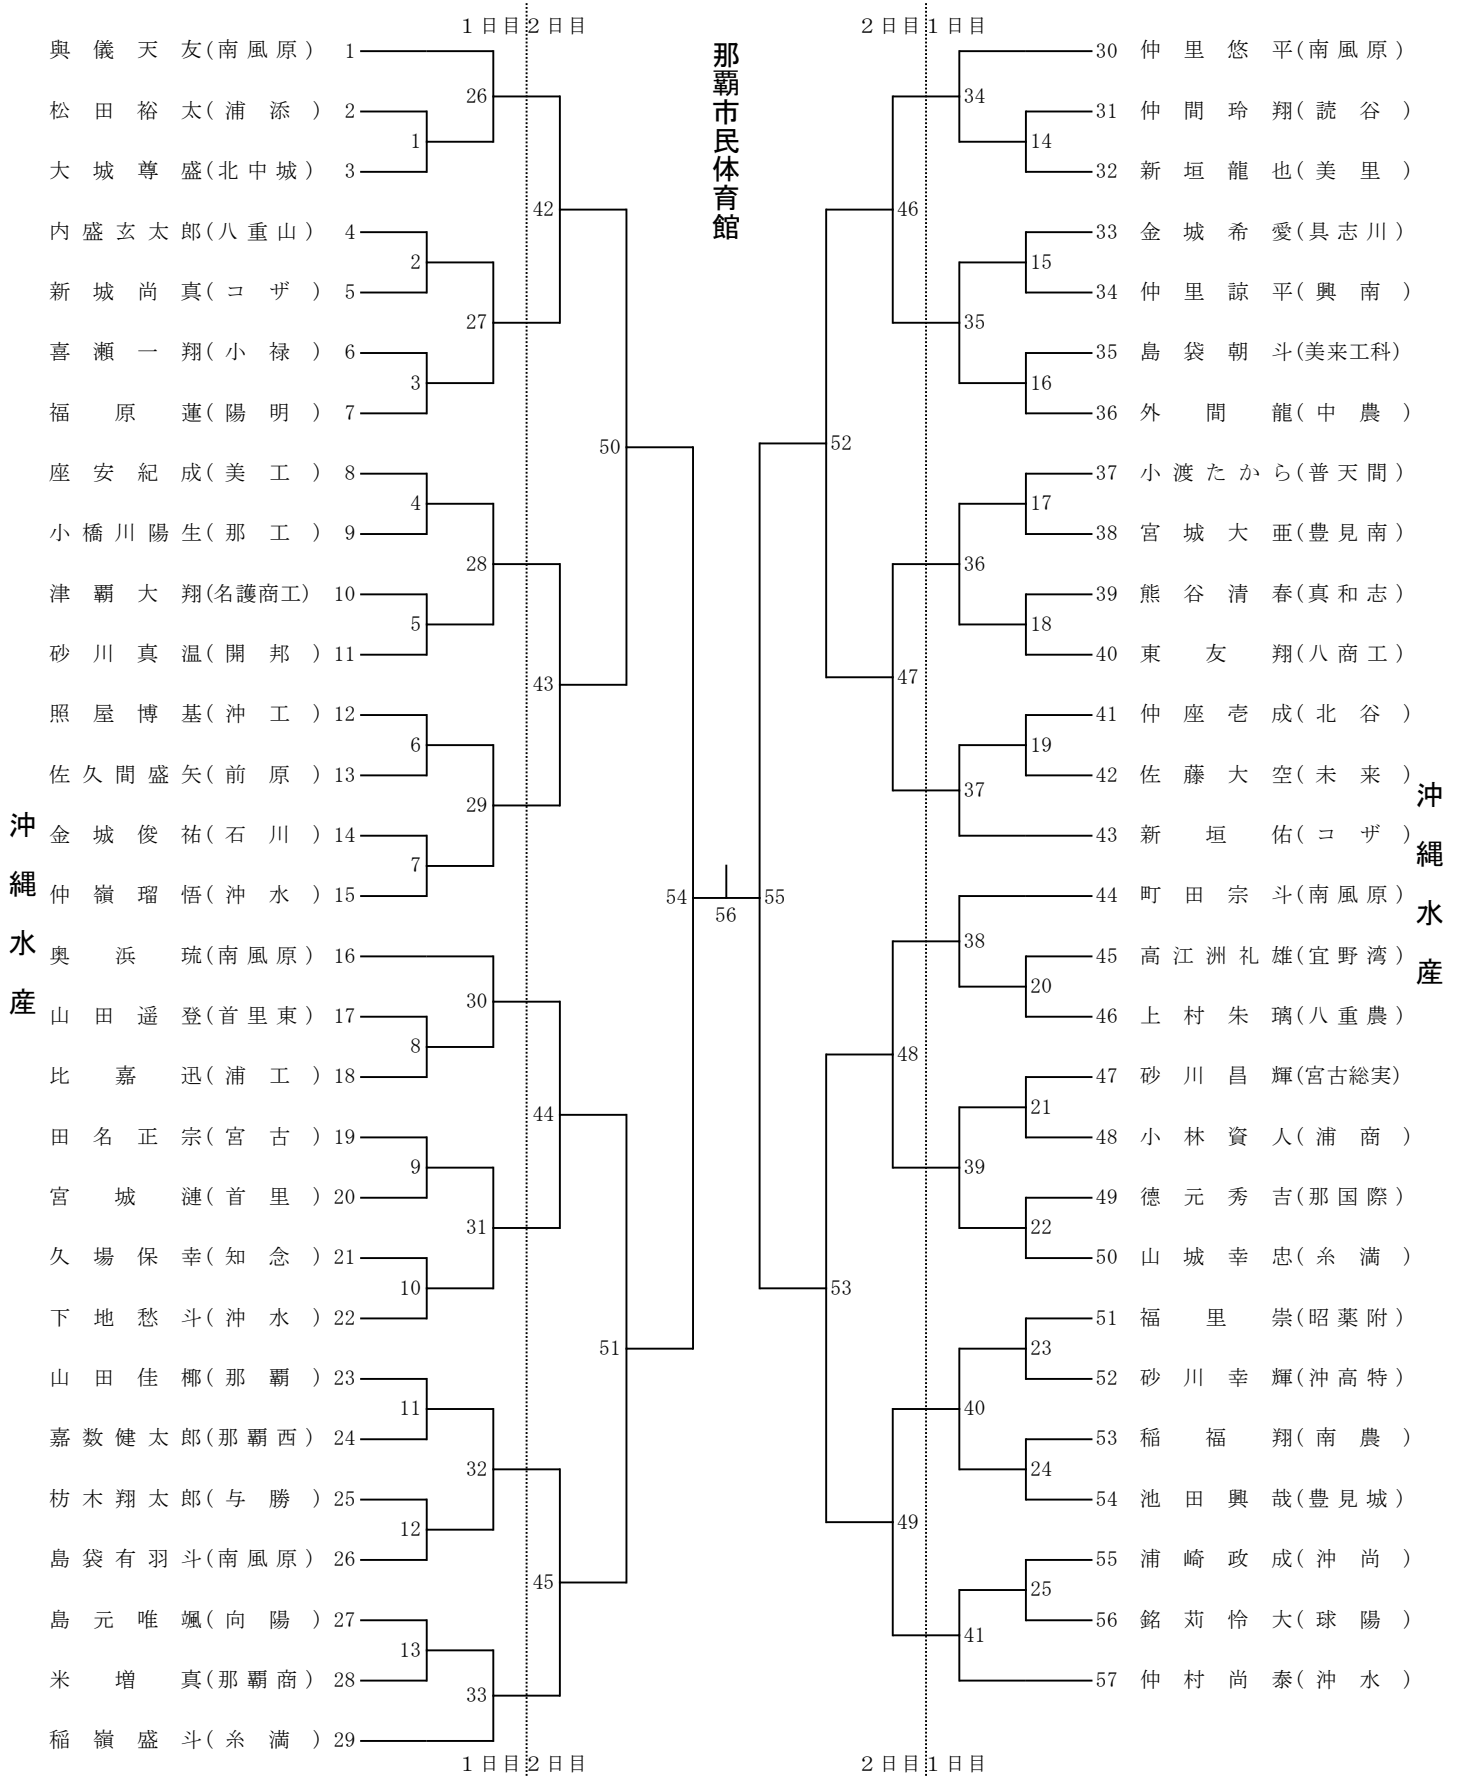 1日目 2日目
2日目 1日目
那覇市民体育館
沖縄水産
與儀天友(南風原) 1
松田裕太(浦添) 2
大城尊盛(北中城) 3
内盛玄太郎(八重山) 4
新城尚真(コザ) 5
喜瀬一翔(小禄) 6
福原蓮(陽明) 7
座安紀成(美工) 8
小橋川陽生(那工) 9
津覇大翔(名護商工) 10
砂川真温(開邦) 11
照屋博基(沖工) 12
佐久間盛矢(前原) 13
金城俊祐(石川) 14
仲嶺瑠悟(沖水) 15
奥浜琉(南風原) 16
山田遥登(首里東) 17
比嘉迅(浦工) 18
田名正宗(宮古) 19
宮城漣(首里) 20
久場保幸(知念) 21
下地愁斗(沖水) 22
山田佳椰(那覇) 23
嘉数健太郎(那覇西) 24
枋木翔太郎(与勝) 25
島袋有羽斗(南風原) 26
島元唯颯(向陽) 27
米増真(那覇商) 28
稲嶺盛斗(糸満) 29
1
2
3
4
5
6
7
8
9
10
11
12
13
26
27
28
29
30
31
32
33
42
43
44
45
50
51
54
56
55
52
53
46
47
48
49
34
35
36
37
38
39
40
41
14
15
16
17
18
19
20
21
22
23
24
25
30 仲里悠平(南風原)
31 仲間玲翔(読谷)
32 新垣龍也(美里)
33 金城希愛(具志川)
34 仲里諒平(興南)
35 島袋朝斗(美来工科)
36 外間龍(中農)
37 小渡たから(普天間)
38 宮城大亜(豊見南)
39 熊谷清春(真和志)
40 東友翔(八商工)
41 仲座壱成(北谷)
42 佐藤大空(未来)
43 新垣佑(コザ)
44 町田宗斗(南風原)
45 高江洲礼雄(宜野湾)
46 上村朱璃(八重農)
47 砂川昌輝(宮古総実)
48 小林資人(浦商)
49 德元秀吉(那国際)
50 山城幸忠(糸満)
51 福里崇(昭薬附)
52 砂川幸輝(沖高特)
53 稲福翔(南農)
54 池田興哉(豊見城)
55 浦崎政成(沖尚)
56 銘苅怜大(球陽)
57 仲村尚泰(沖水)
沖縄水産
1日目 2日目
2日目 1日目